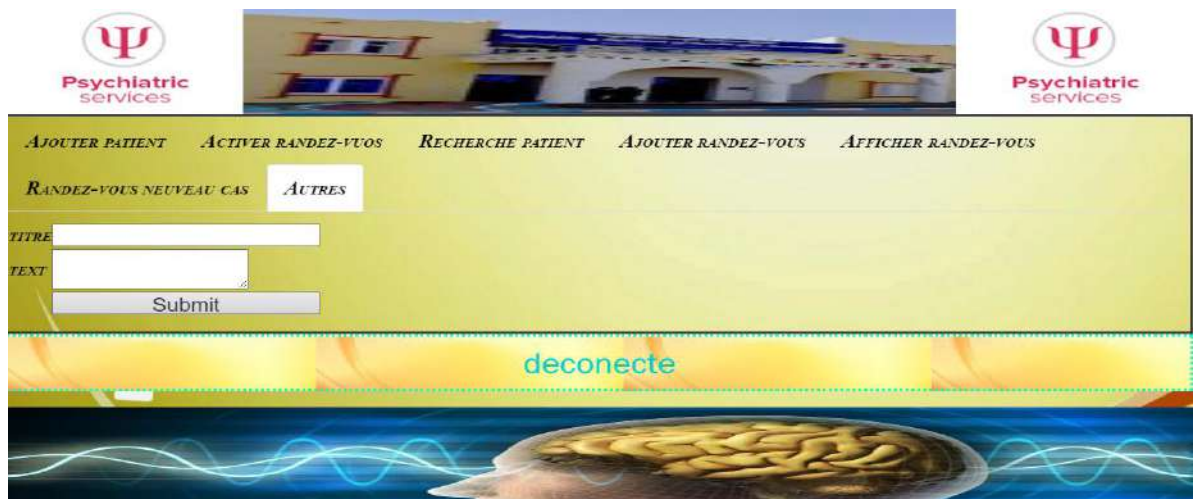 Ψ
Psychiatric
services
Ψ
Psychiatric
services
AJOUTER PATIENT ACTIVER RANDEZ-VUOS RECHERCHE PATIENT AJOUTER RANDEZ-VOUS AFFICHER RANDEZ-VOUS
RANDEZ-VOUS NEUVEAU CAS AUTRES
TITRE
TEXT
Submit
deconecte